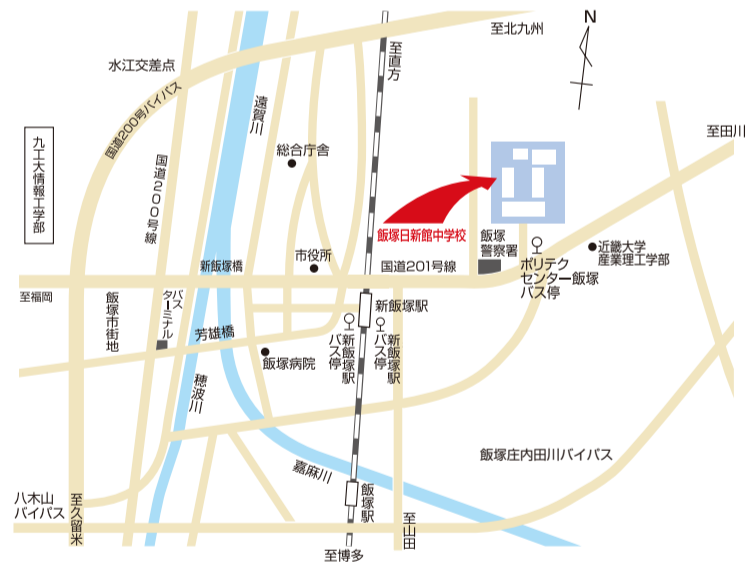 N
至北九州
水江交差点
至直方
国道200号バイパス
遠賀川
至田川
九工大情報工学部
国道200号線
総合庁舎
飯塚日新館中学校
飯塚
警察署
近畿大学
産業理工学部
ポリテク
センター飯塚
バス停
市役所
新飯塚橋
国道201号線
至福岡
飯塚市街地
バス
ターミナル
芳雄橋
新飯塚駅
新飯塚駅
バス停
新飯塚駅
バス停
飯塚病院
穂波川
嘉麻川
飯塚庄内田川バイパス
八木山
バイパス
至久留米
飯塚駅
至山田
至博多